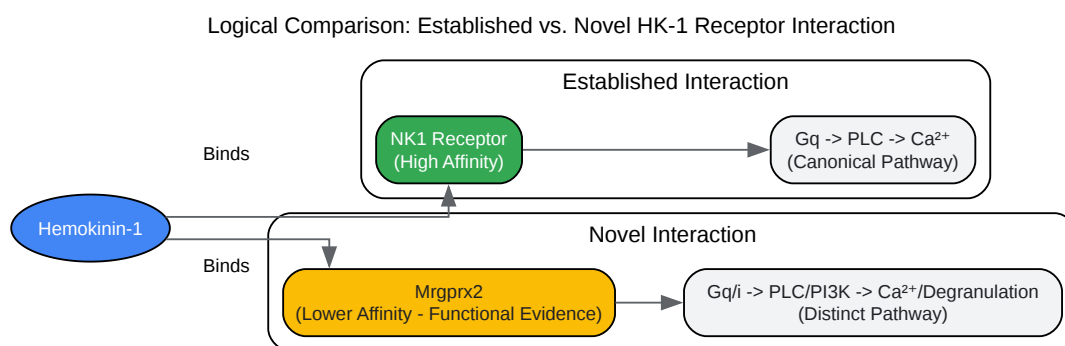 Logical Comparison: Established vs. Novel HK-1 Receptor Interaction
Established Interaction
NK1 Receptor
(High Affinity)
Gq -> PLC -> Ca²⁺
(Canonical Pathway)
Binds
Hemokinin-1
Binds
Novel Interaction
Mrgprx2
(Lower Affinity - Functional Evidence)
Gq/i -> PLC/PI3K -> Ca²⁺/Degranulation
(Distinct Pathway)